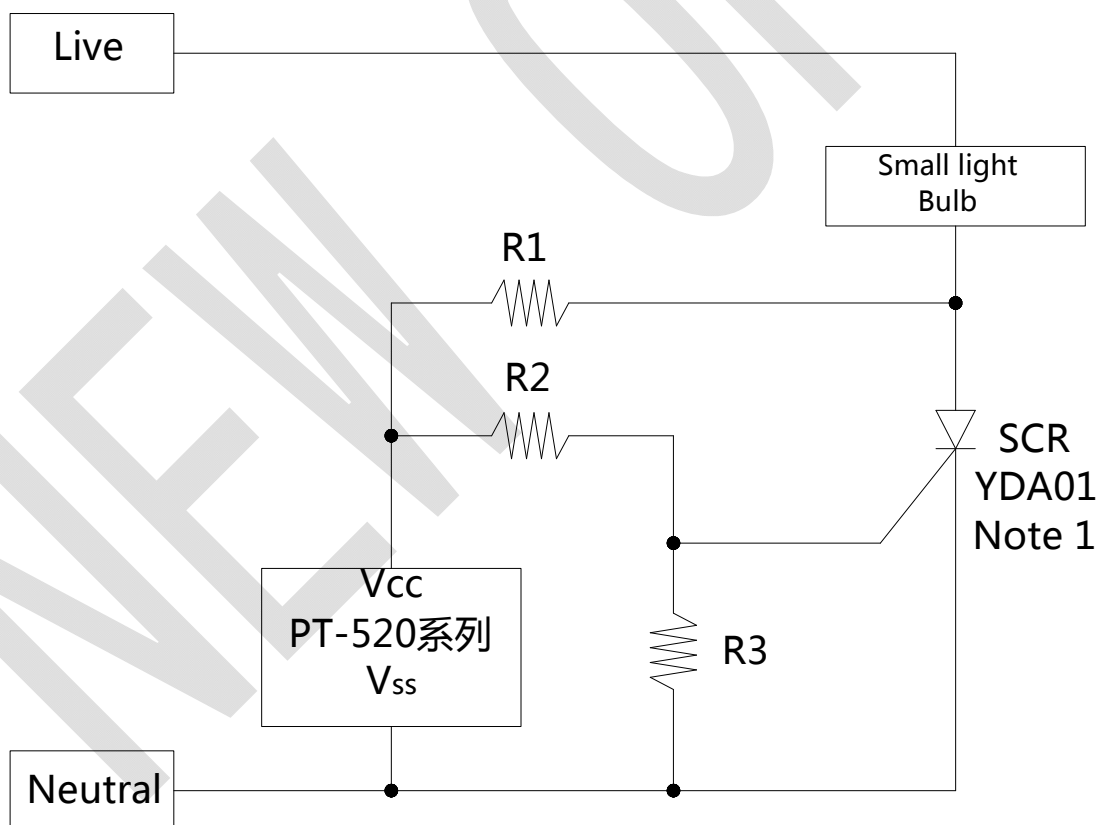 Live
Small light
Bulb
R1
R2
SCR
YDA01
Note 1
Vcc
PT-520系列
Vss
R3
Neutral
NEW